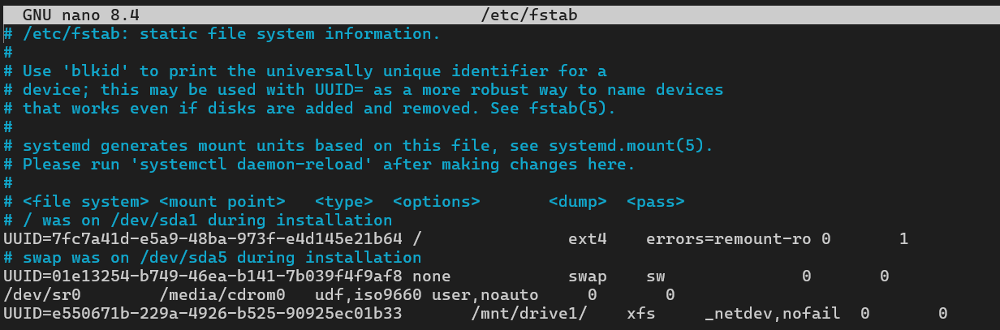 GNU nano 8.4 /etc/fstab
# /etc/fstab: static file system information.
#
# Use 'blkid' to print the universally unique identifier for a
# device; this may be used with UUID= as a more robust way to name devices
# that works even if disks are added and removed. See fstab(5).
#
# systemd generates mount units based on this file, see systemd.mount(5).
# Please run 'systemctl daemon-reload' after making changes here.
#
# <file system> <mount point>   <type>  <options>       <dump>  <pass>
# / was on /dev/sda1 during installation
UUID=7fc7a41d-e5a9-48ba-973f-e4d145e21b64 /               ext4    errors=remount-ro 0       1
# swap was on /dev/sda5 during installation
UUID=01e13254-b749-46ea-b141-7b039f4f9af8 none            swap    sw              0       0
/dev/sr0        /media/cdrom0   udf,iso9660 user,noauto     0       0
UUID=e550671b-229a-4926-b525-90925ec01b33       /mnt/drive1/    xfs     _netdev,nofail  0       0